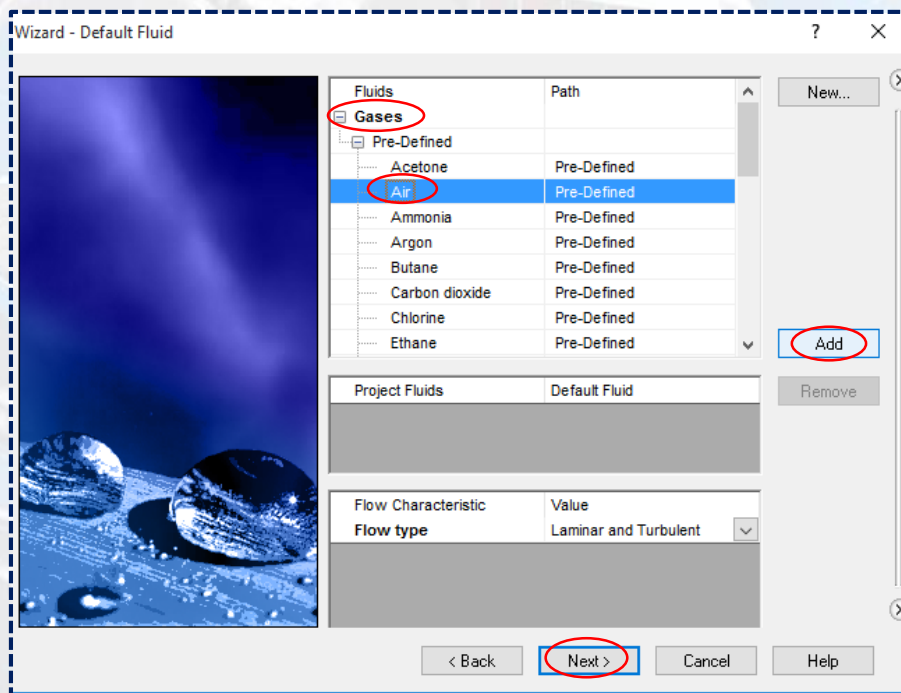 Wizard - Default Fluid ?
Fluids Path
Gases
Pre-Defined
Acetone Pre-Defined
Air Pre-Defined
Ammonia Pre-Defined
Argon Pre-Defined
Butane Pre-Defined
Carbon dioxide Pre-Defined
Chlorine Pre-Defined
Ethane Pre-Defined
New...
Add
Remove
Project Fluids Default Fluid
Flow Characteristic Value
Flow type Laminar and Turbulent
< Back Next > Cancel Help